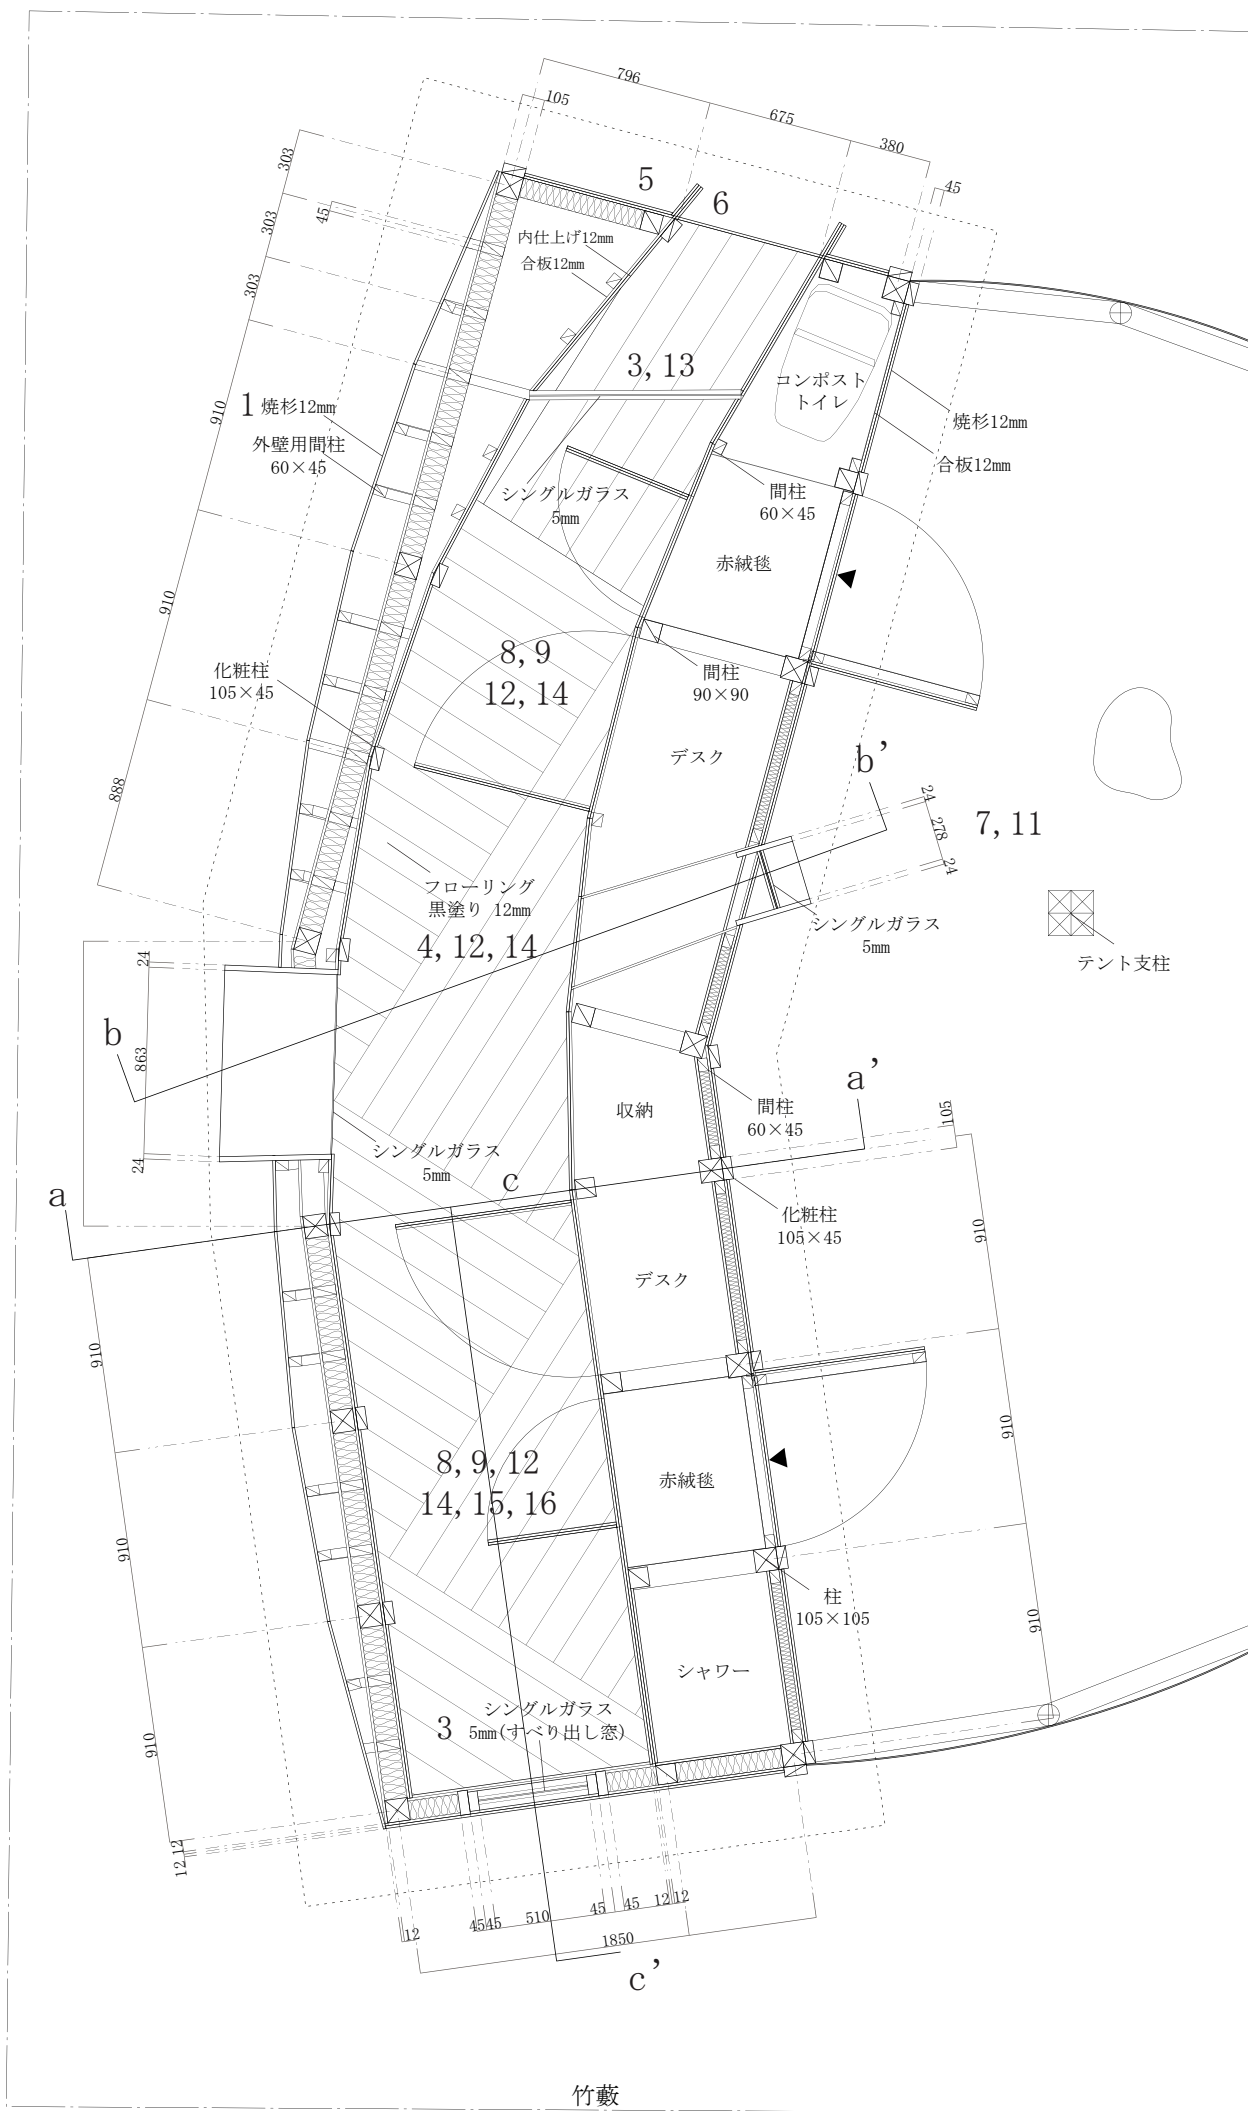 796
105
675
380
45
303
303
45
303
5
6
内仕上げ12mm
合板12mm
3, 13
コンポスト
トイレ
1
焼杉12mm
910
外壁用間柱
60×45
焼杉12mm
合板12mm
シングルガラス
5mm
間柱
60×45
赤絨毯
910
8, 9
12, 14
化粧柱
105×45
間柱
90×90
デスク
b’
888
24
278
24
7, 11
フローリング
黒塗り 12mm
4, 12, 14
シングルガラス
5mm
テント支柱
24
863
24
b
a’
収納
間柱
60×45
105
シングルガラス
5mm
c
a
化粧柱
105×45
910
デスク
910
910
8, 9, 12
14, 15, 16
赤絨毯
910
柱
105×105
910
シャワー
シングルガラス
5mm(すべり出し窓)
3
910
12
12
12
45
45
510
45
45
12
12
1850
c’
竹藪